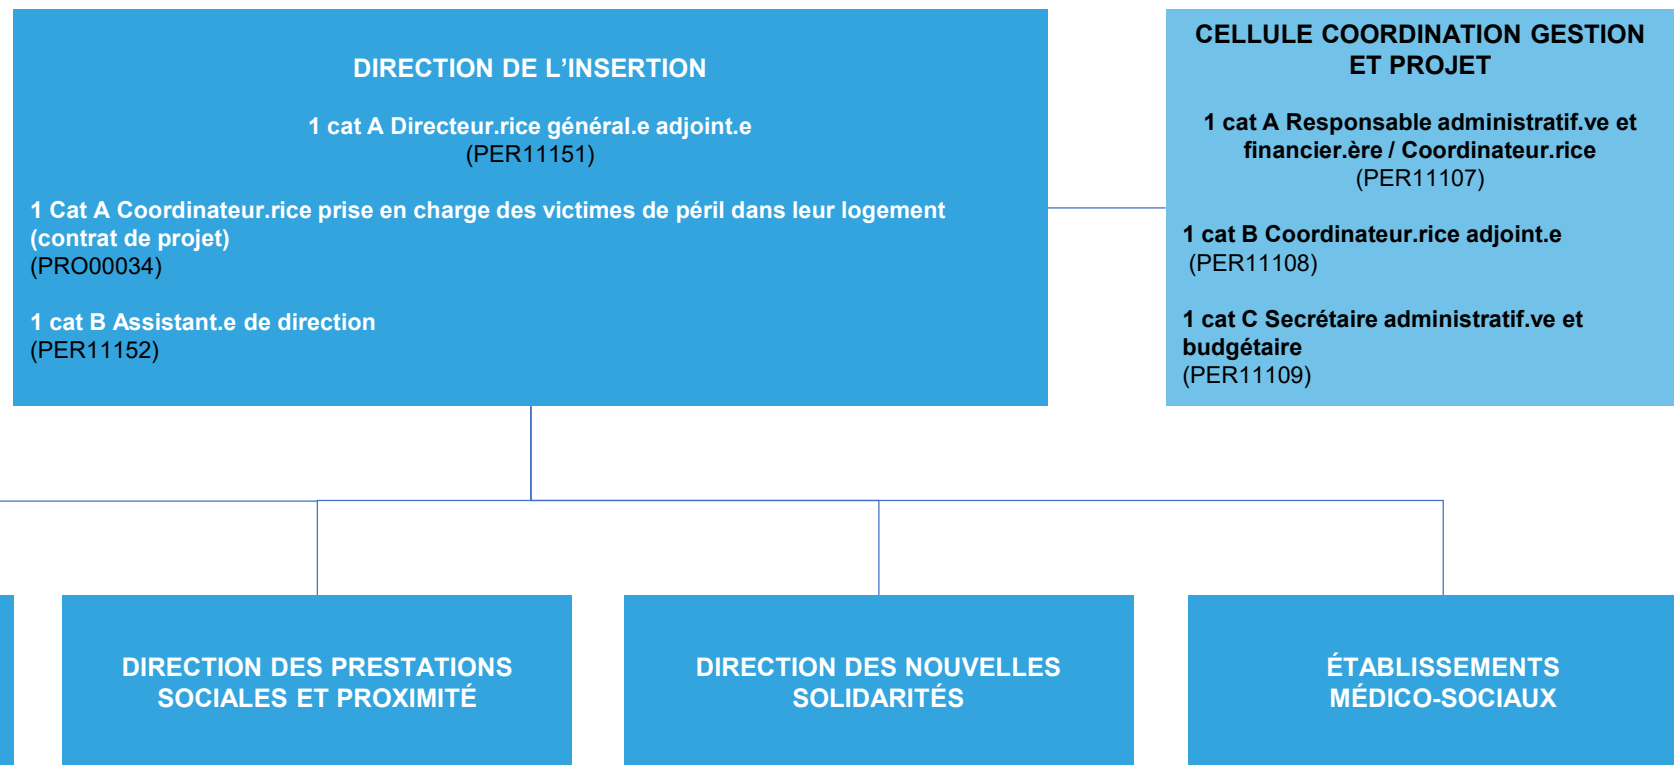 DIRECTION DE L’INSERTION
1 cat A Directeur.rice général.e adjoint.e
(PER11151)
1 Cat A Coordinateur.rice prise en charge des victimes de péril dans leur logement
(contrat de projet)
(PRO00034)
1 cat B Assistant.e de direction
(PER11152)
CELLULE COORDINATION GESTION
ET PROJET
1 cat A Responsable administratif.ve et
financier.ère / Coordinateur.rice
(PER11107)
1 cat B Coordinateur.rice adjoint.e
(PER11108)
1 cat C Secrétaire administratif.ve et
budgétaire
(PER11109)
DIRECTION DES PRESTATIONS
SOCIALES ET PROXIMITÉ
DIRECTION DES NOUVELLES
SOLIDARITÉS
ÉTABLISSEMENTS
MÉDICO-SOCIAUX